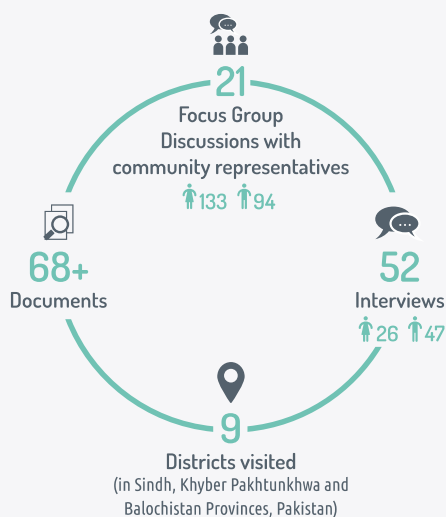 21
Focus Group
Discussions with
community representatives
133 94
68+
Documents
52
Interviews
26 47
9
Districts visited
(in Sindh, Khyber Pakhtunkhwa and
Balochistan Provinces, Pakistan)